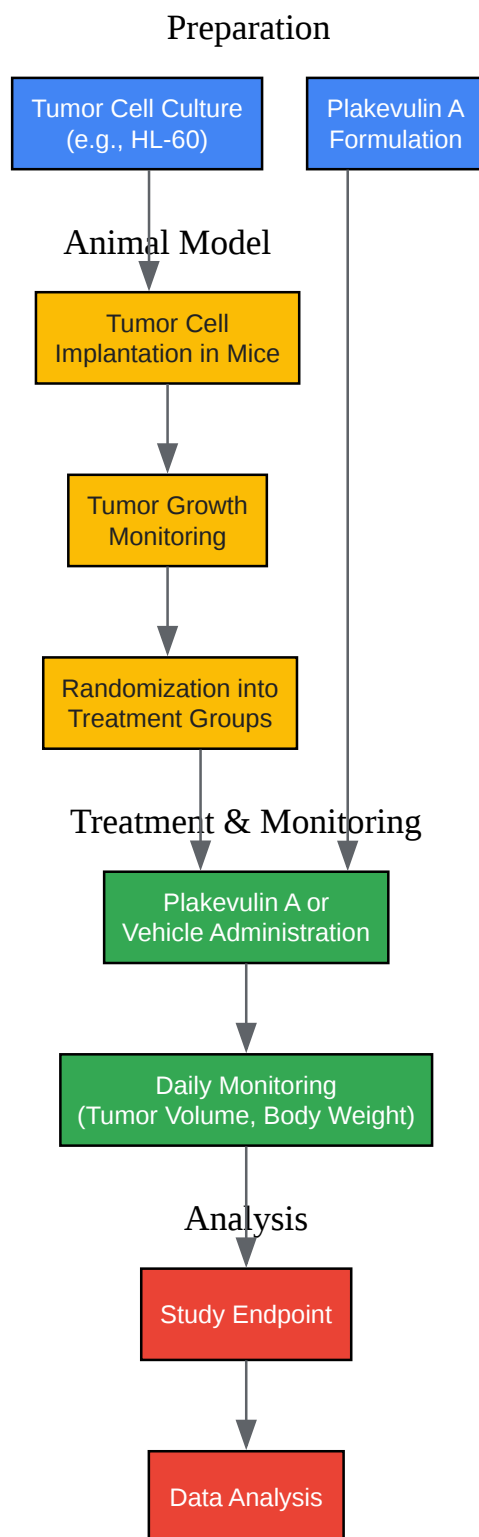 Preparation
Tumor Cell Culture
(e.g., HL-60)
Plakevulin A
Formulation
Animal Model
Tumor Cell
Implantation in Mice
Tumor Growth
Monitoring
Randomization into
Treatment Groups
Treatment & Monitoring
Plakevulin A or
Vehicle Administration
Daily Monitoring
(Tumor Volume, Body Weight)
Analysis
Study Endpoint
Data Analysis